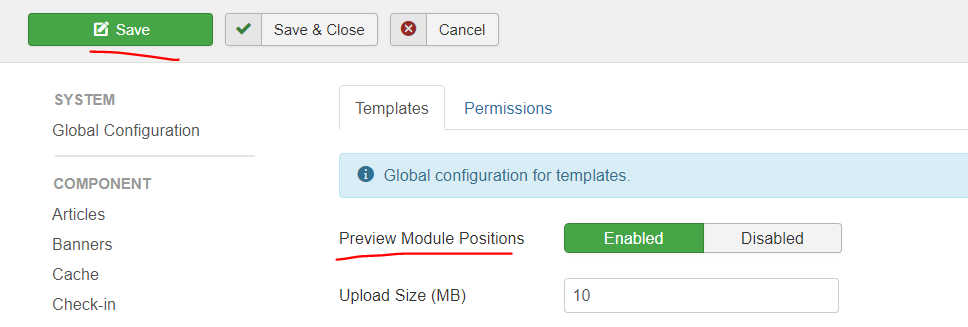 Save
Save & Close
Cancel
SYSTEM
Global Configuration
COMPONENT
Articles
Banners
Cache
Check-in
Templates
Permissions
Global configuration for templates.
Preview Module Positions
Enabled
Disabled
Upload Size (MB)
10